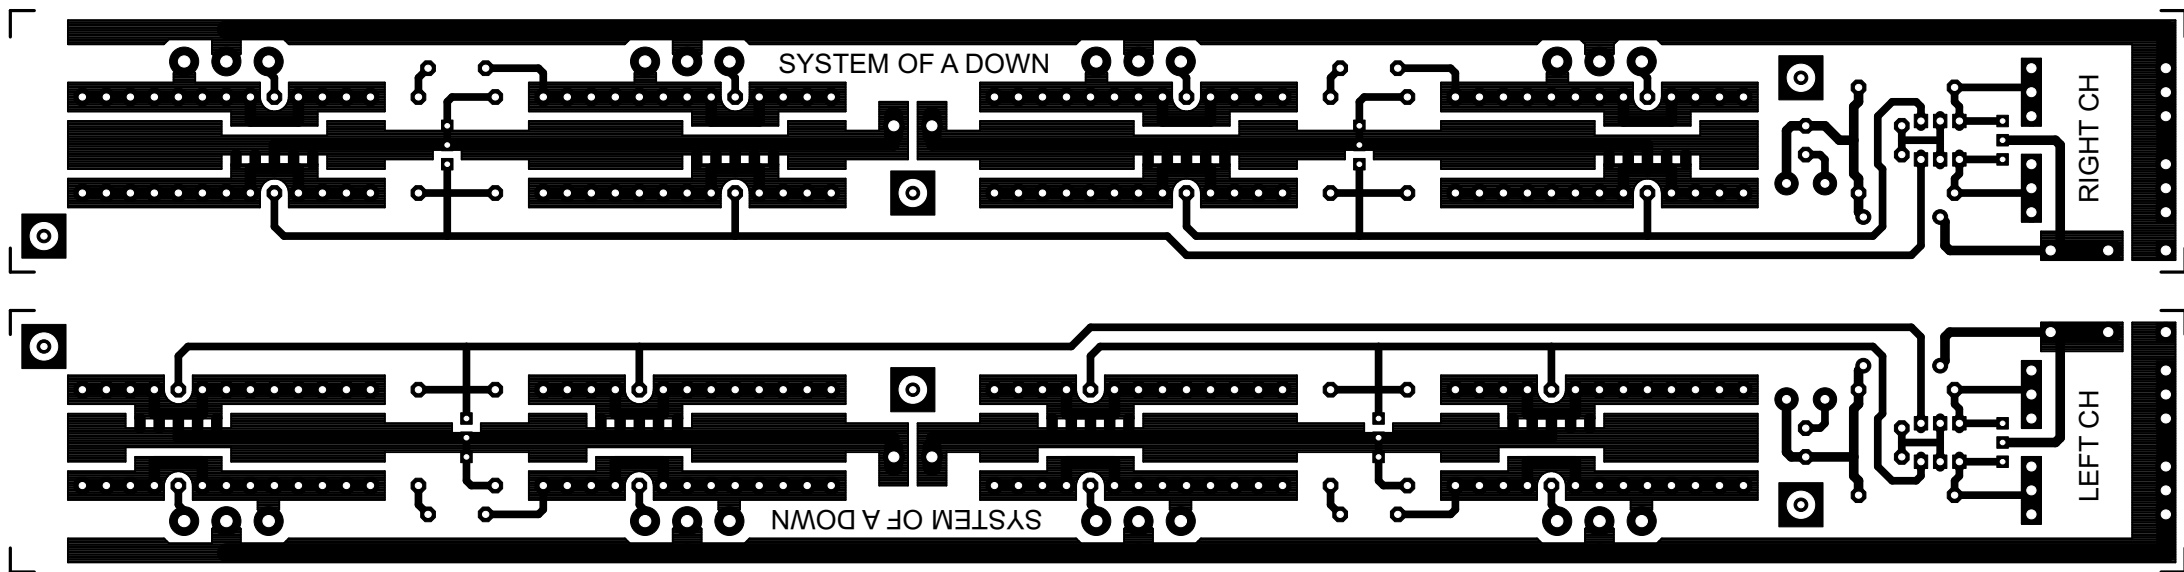 SYSTEM OF A DOWN
RIGHT CH
LEFT CH
SYSTEM OF A DOWN